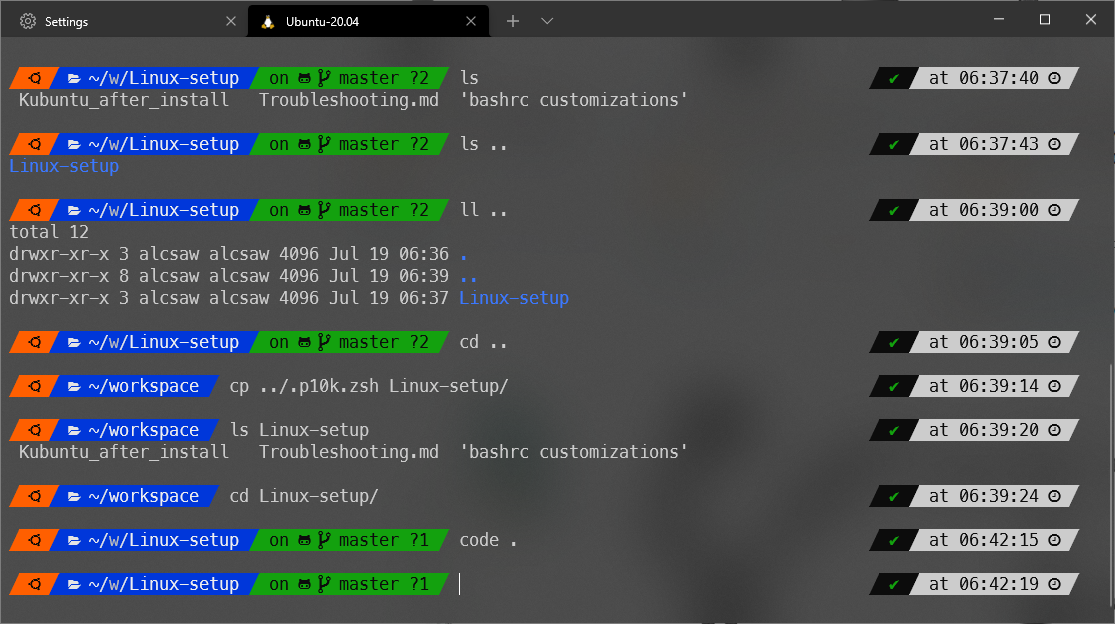 Settings
Ubuntu-20.04
~/w/Linux-setup on master ?2 ls ✔ at 06:37:40
Kubuntu_after_install Troubleshooting.md 'bashrc customizations'
~/w/Linux-setup on master ?2 ls .. ✔ at 06:37:43
Linux-setup
~/w/Linux-setup on master ?2 ll .. ✔ at 06:39:00
total 12
drwxr-xr-x 3 alcsaw alcsaw 4096 Jul 19 06:36 .
drwxr-xr-x 8 alcsaw alcsaw 4096 Jul 19 06:39 ..
drwxr-xr-x 3 alcsaw alcsaw 4096 Jul 19 06:37 Linux-setup
~/w/Linux-setup on master ?2 cd .. ✔ at 06:39:05
~/workspace cp ../.p10k.zsh Linux-setup/ ✔ at 06:39:14
~/workspace ls Linux-setup ✔ at 06:39:20
Kubuntu_after_install Troubleshooting.md 'bashrc customizations'
~/workspace cd Linux-setup/ ✔ at 06:39:24
~/w/Linux-setup on master ?1 code . ✔ at 06:42:15
~/w/Linux-setup on master ?1 ✔ at 06:42:19